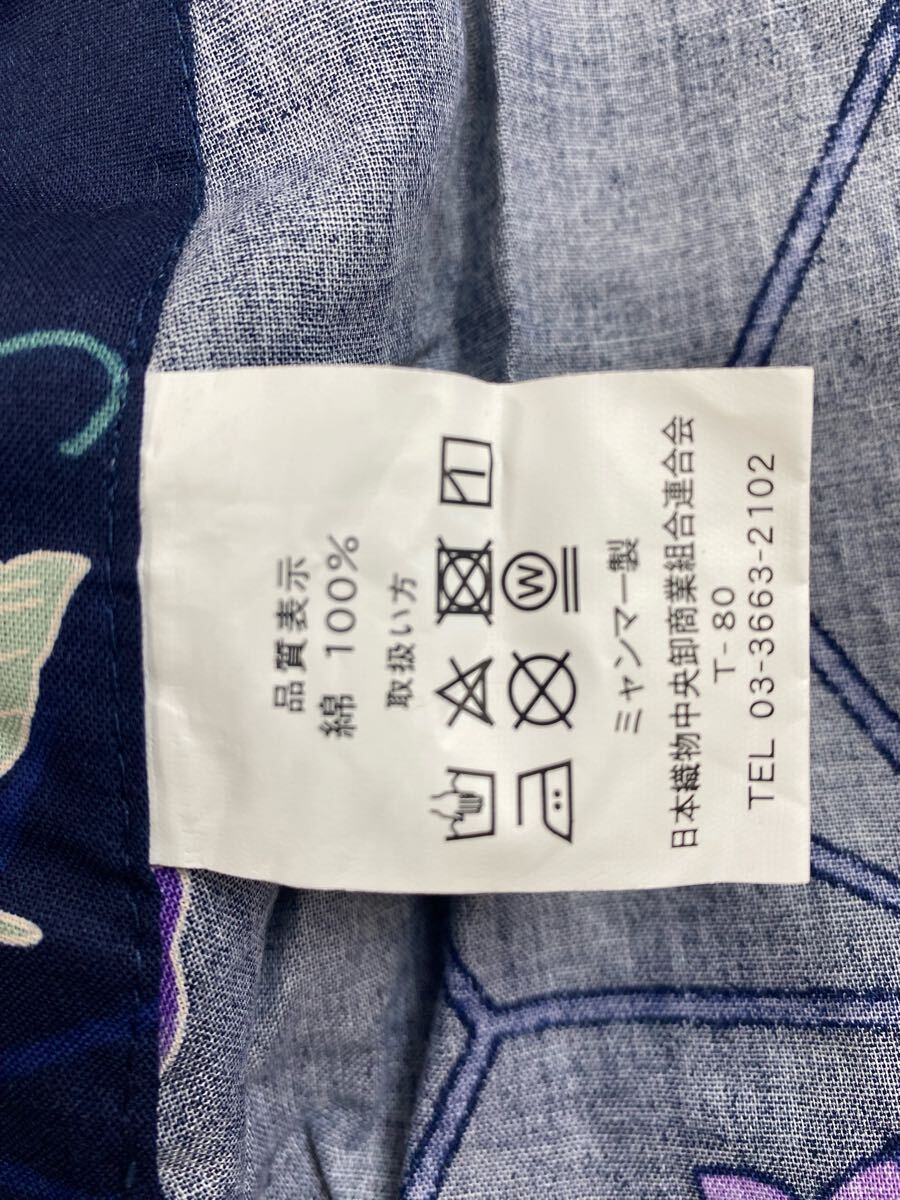 品質表示
綿 100%
取扱い方
W
ミャンマー製
日本織物中央卸商業組合連合会
T-80
TEL 03-3663-2102